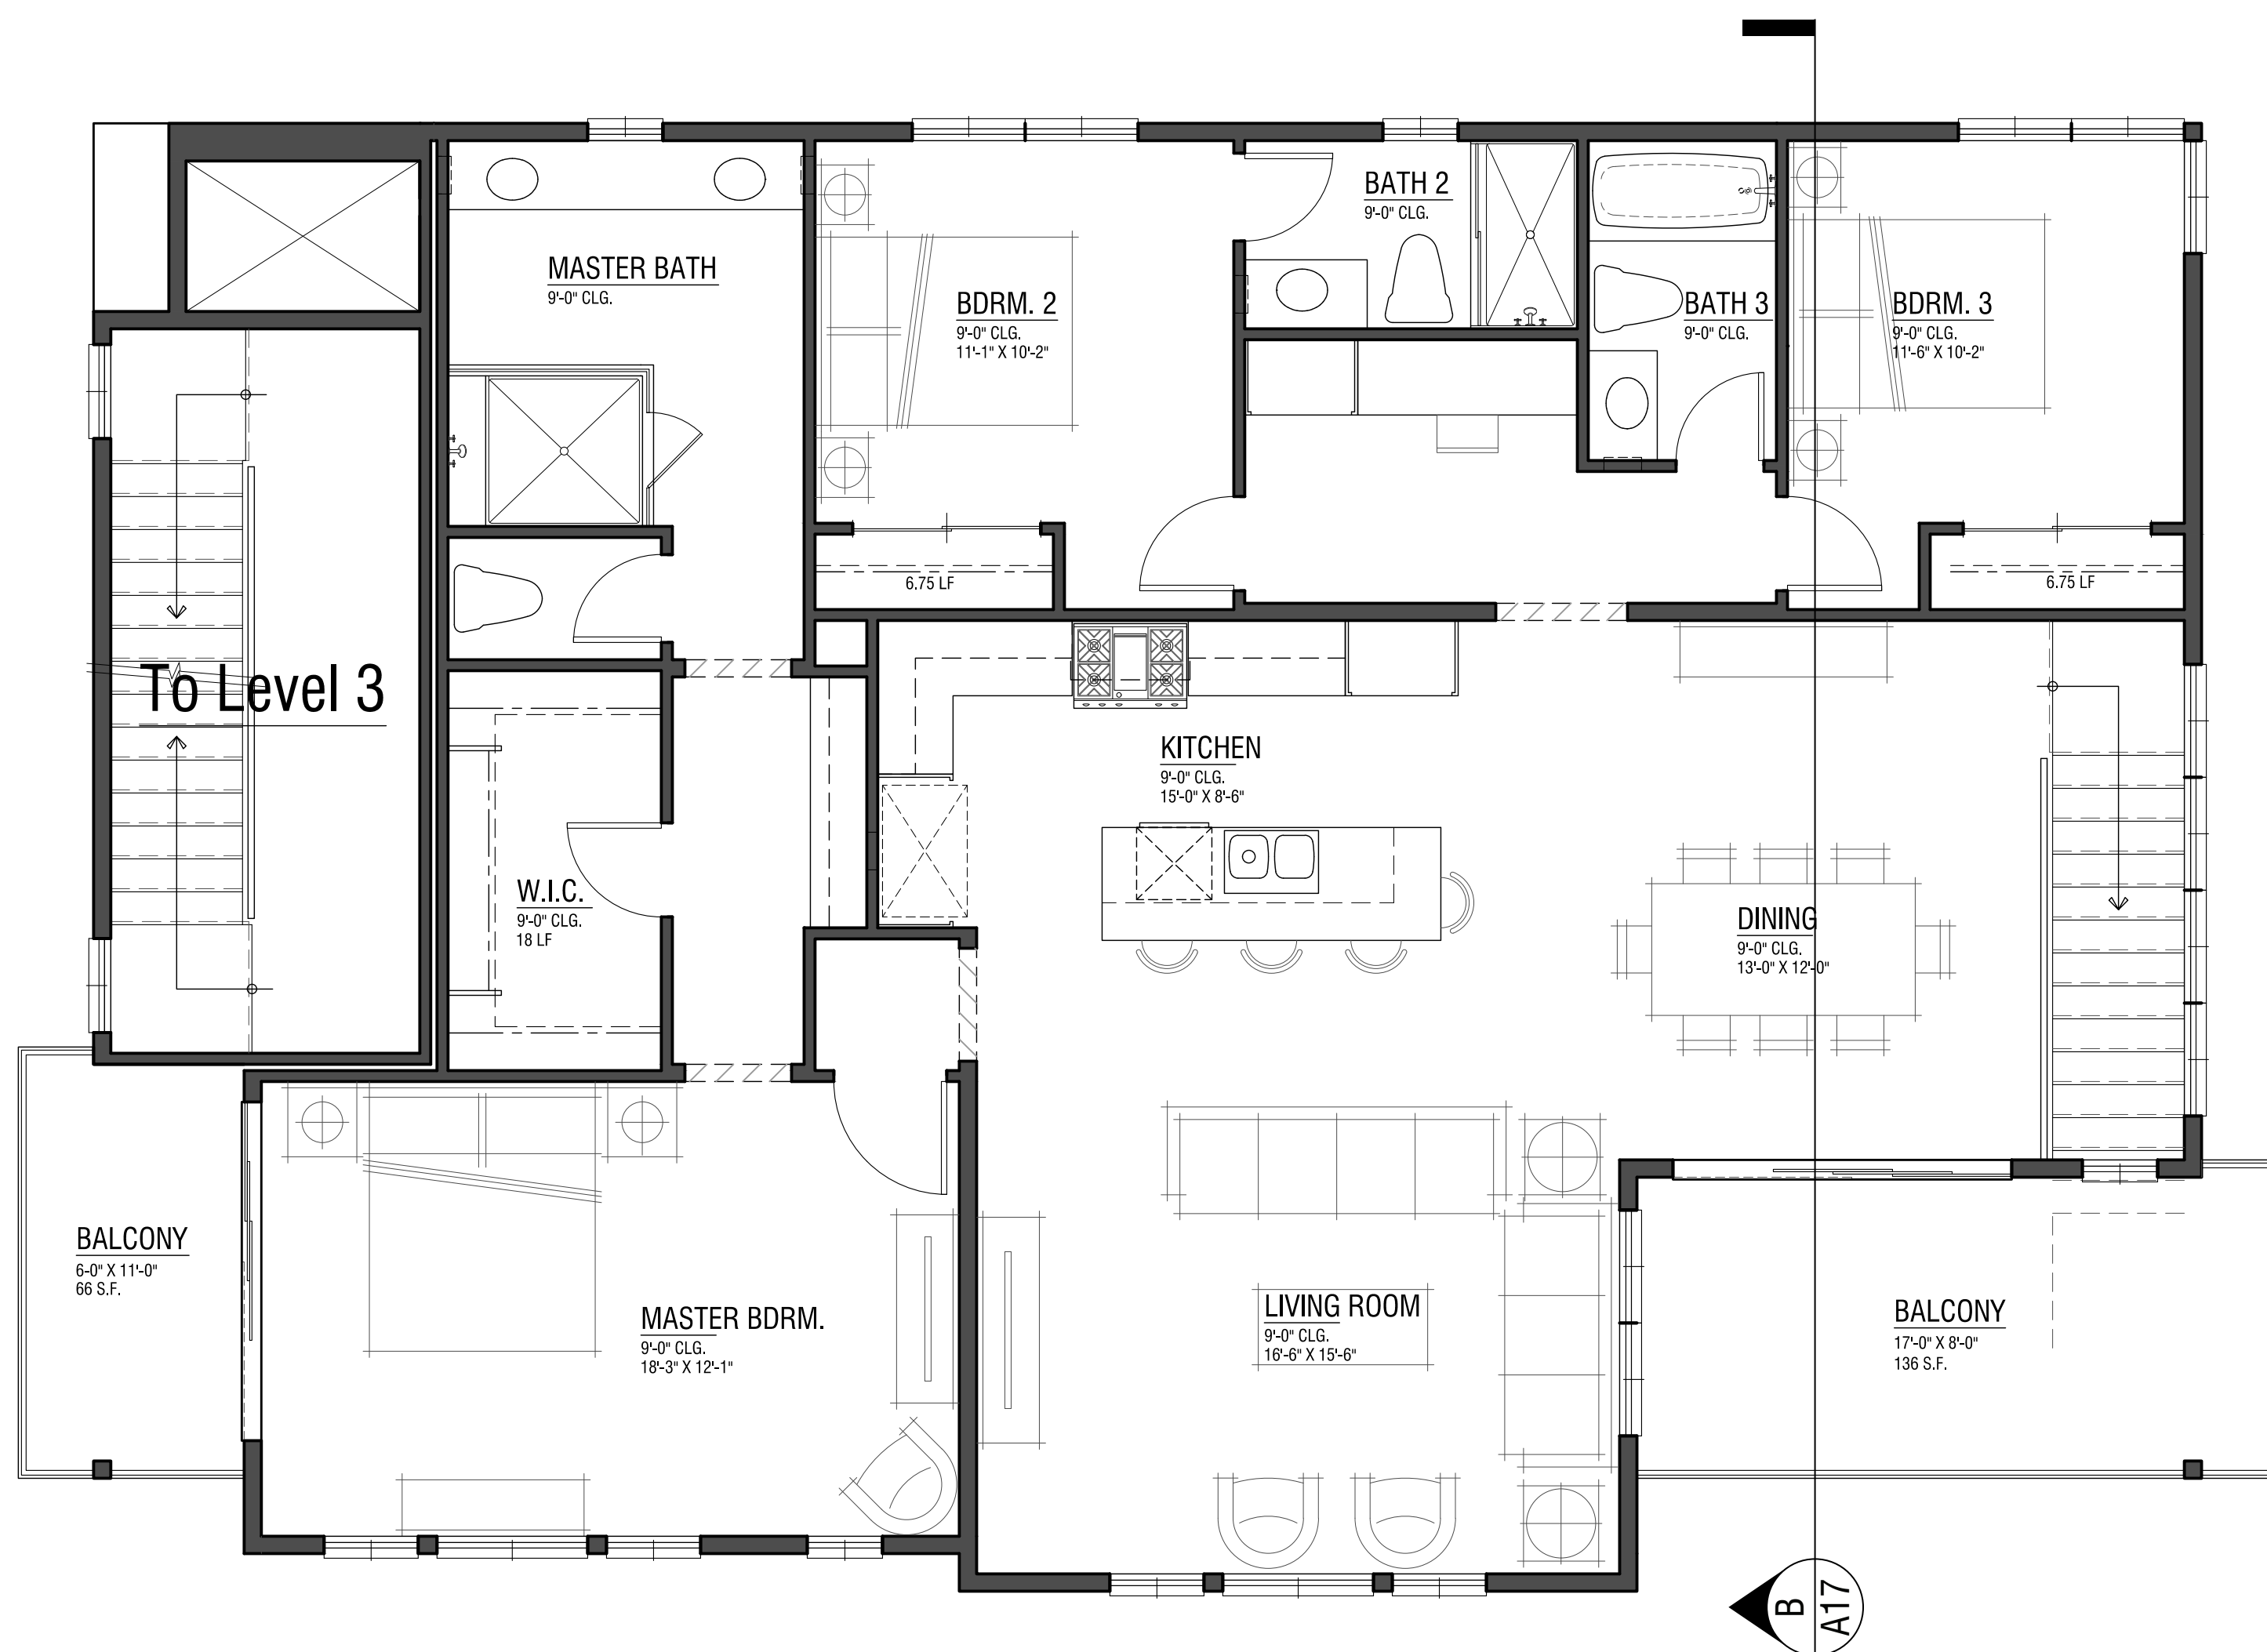 BATH 2
9'-0" CLG.
MASTER BATH
9'-0" CLG.
BDRM. 2
9'-0" CLG.
11'-1" X 10'-2"
BATH 3
9'-0" CLG.
BDRM. 3
9'-0" CLG.
11'-6" X 10'-2"
6.75 LF
6.75 LF
To Level 3
KITCHEN
9'-0" CLG.
15'-0" X 8'-6"
W.I.C.
9'-0" CLG.
18 LF
DINING
9'-0" CLG.
13'-0" X 12'-0"
BALCONY
6-0" X 11'-0"
66 S.F.
MASTER BDRM.
9'-0" CLG.
18'-3" X 12'-1"
LIVING ROOM
9'-0" CLG.
16'-6" X 15'-6"
BALCONY
17'-0" X 8'-0"
136 S.F.
B
A17